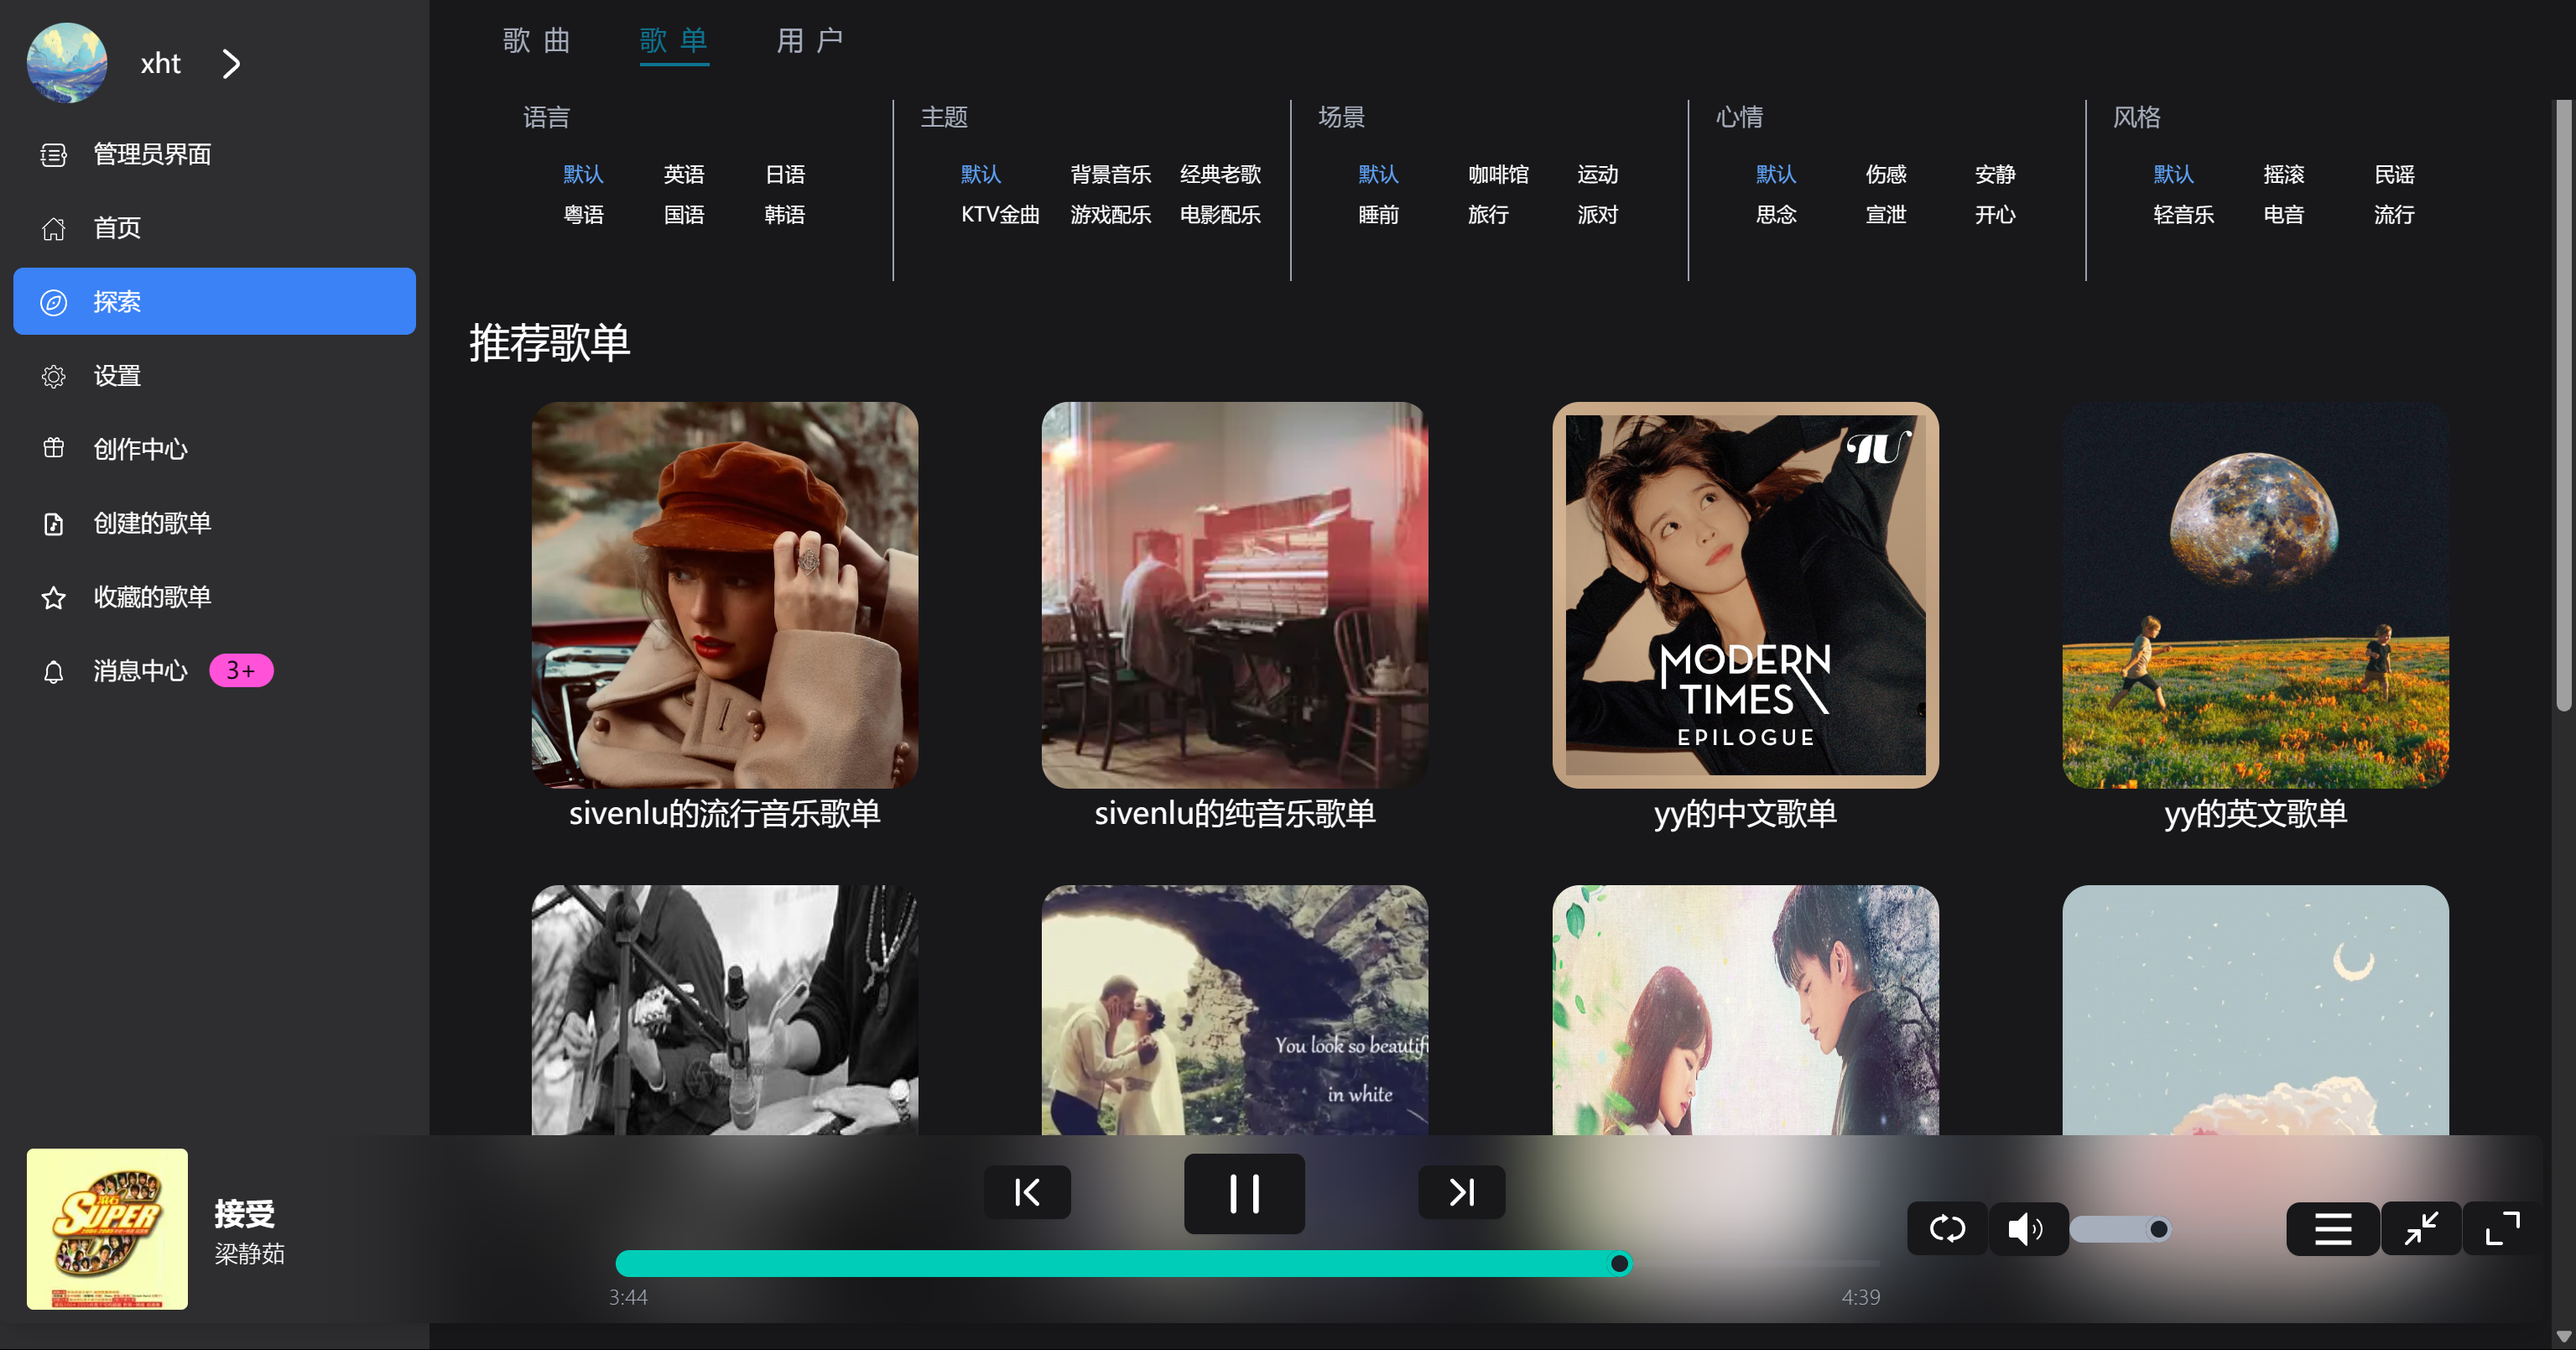 xht
管理员界面
首页
探索
设置
创作中心
创建的歌单
收藏的歌单
消息中心 3+
歌曲 歌单 用户
语言
默认 英语 日语
粤语 国语 韩语
主题
默认 背景音乐 经典老歌
KTV金曲 游戏配乐 电影配乐
场景
默认 咖啡馆 运动
睡前 旅行 派对
心情
默认 伤感 安静
思念 宣泄 开心
风格
默认 摇滚 民谣
轻音乐 电音 流行
推荐歌单
IU
MODERN
TIMES
EPILOGUE
sivenlu的流行音乐歌单
sivenlu的纯音乐歌单
yy的中文歌单
yy的英文歌单
You look so beautif
in white
滚石
SUPER
接受
梁静茹
3:44
4:39